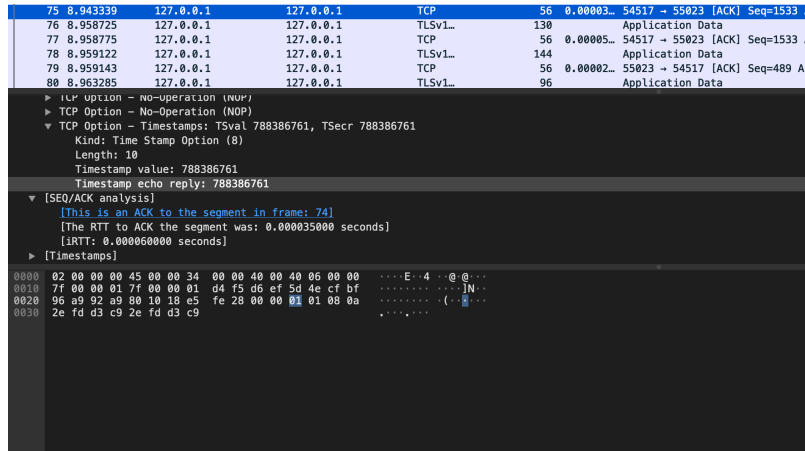 75 8.943339 127.0.0.1 127.0.0.1 TCP 56 0.00003… 54517 → 55023 [ACK] Seq=1533
76 8.958725 127.0.0.1 127.0.0.1 TLSv1… 130 Application Data
77 8.958775 127.0.0.1 127.0.0.1 TCP 56 0.00005… 54517 → 55023 [ACK] Seq=1533
78 8.959122 127.0.0.1 127.0.0.1 TLSv1… 144 Application Data
79 8.959143 127.0.0.1 127.0.0.1 TCP 56 0.00002… 55023 → 54517 [ACK] Seq=489 A
80 8.963285 127.0.0.1 127.0.0.1 TLSv1… 96 Application Data
TCP Option – No-Operation (NOP)
TCP Option – No-Operation (NOP)
TCP Option – Timestamps: TSval 788386761, TSecr 788386761
Kind: Time Stamp Option (8)
Length: 10
Timestamp value: 788386761
Timestamp echo reply: 788386761
[SEQ/ACK analysis]
[This is an ACK to the segment in frame: 74]
[The RTT to ACK the segment was: 0.000035000 seconds]
[iRTT: 0.000060000 seconds]
[Timestamps]
0000 02 00 00 00 45 00 00 34 00 00 40 00 40 06 00 00 ····E··4 ··@·@···
0010 7f 00 00 01 7f 00 00 01 d4 f5 d6 ef 5d 4e cf bf ········ ····]N··
0020 96 a9 92 a9 80 10 18 e5 fe 28 00 00 01 01 08 0a ········ ·(······
0030 2e fd d3 c9 2e fd d3 c9 .···.···